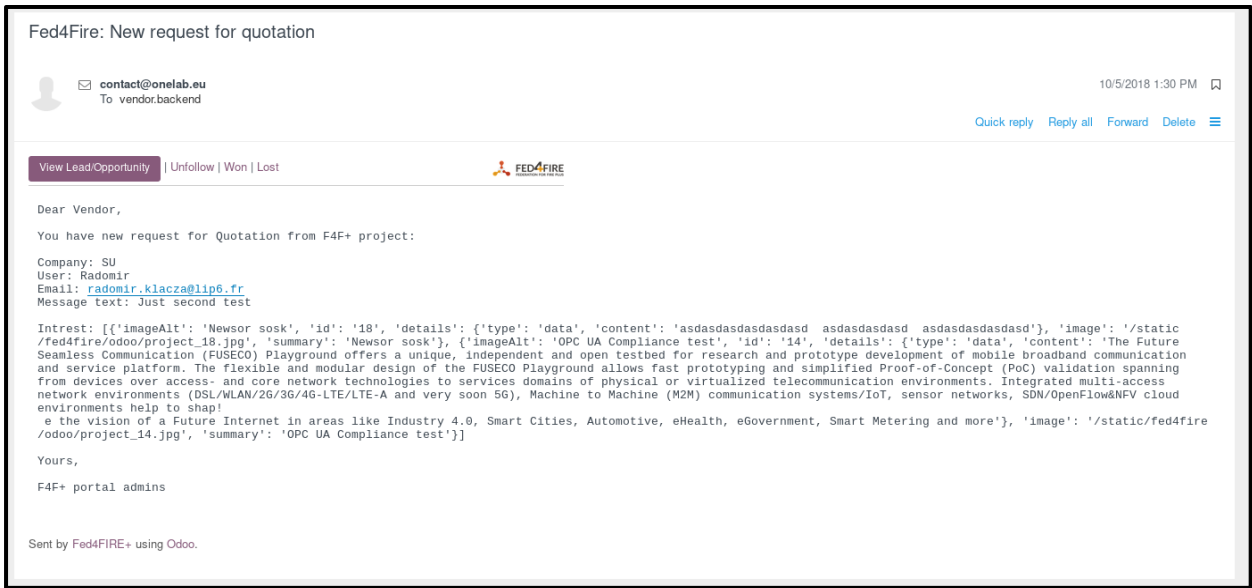 Fed4Fire: New request for quotation
contact@onelab.eu
10/5/2018 1:30 PM
To vendor.backend
Quick reply Reply all Forward Delete
View Lead/Opportunity | Unfollow | Won | Lost
FED4FIRE
FEDERATION FOR FIRE PLUS
Dear Vendor,
You have new request for Quotation from F4F+ project:
Company: SU
User: Radomir
Email: radomir.klacza@lip6.fr
Message text: Just second test
Intrest: [{'imageAlt': 'Newsor sosk', 'id': '18', 'details': {'type': 'data', 'content': 'asdasdasdasdasdasd  asdasdasdasd  asdasdasdasdasd'}, 'image': '/static
/fed4fire/odoo/project_18.jpg', 'summary': 'Newsor sosk'}, {'imageAlt': 'OPC UA Compliance test', 'id': '14', 'details': {'type': 'data', 'content': 'The Future
Seamless Communication (FUSECO) Playground offers a unique, independent and open testbed for research and prototype development of mobile broadband communication
and service platform. The flexible and modular design of the FUSECO Playground allows fast prototyping and simplified Proof-of-Concept (PoC) validation spanning
from devices over access- and core network technologies to services domains of physical or virtualized telecommunication environments. Integrated multi-access
network environments (DSL/WLAN/2G/3G/4G-LTE/LTE-A and very soon 5G), Machine to Machine (M2M) communication systems/IoT, sensor networks, SDN/OpenFlow&NFV cloud
environments help to shap!
e the vision of a Future Internet in areas like Industry 4.0, Smart Cities, Automotive, eHealth, eGovernment, Smart Metering and more'}, 'image': '/static/fed4fire
/odoo/project_14.jpg', 'summary': 'OPC UA Compliance test'}]
Yours,
F4F+ portal admins
Sent by Fed4FIRE+ using Odoo.